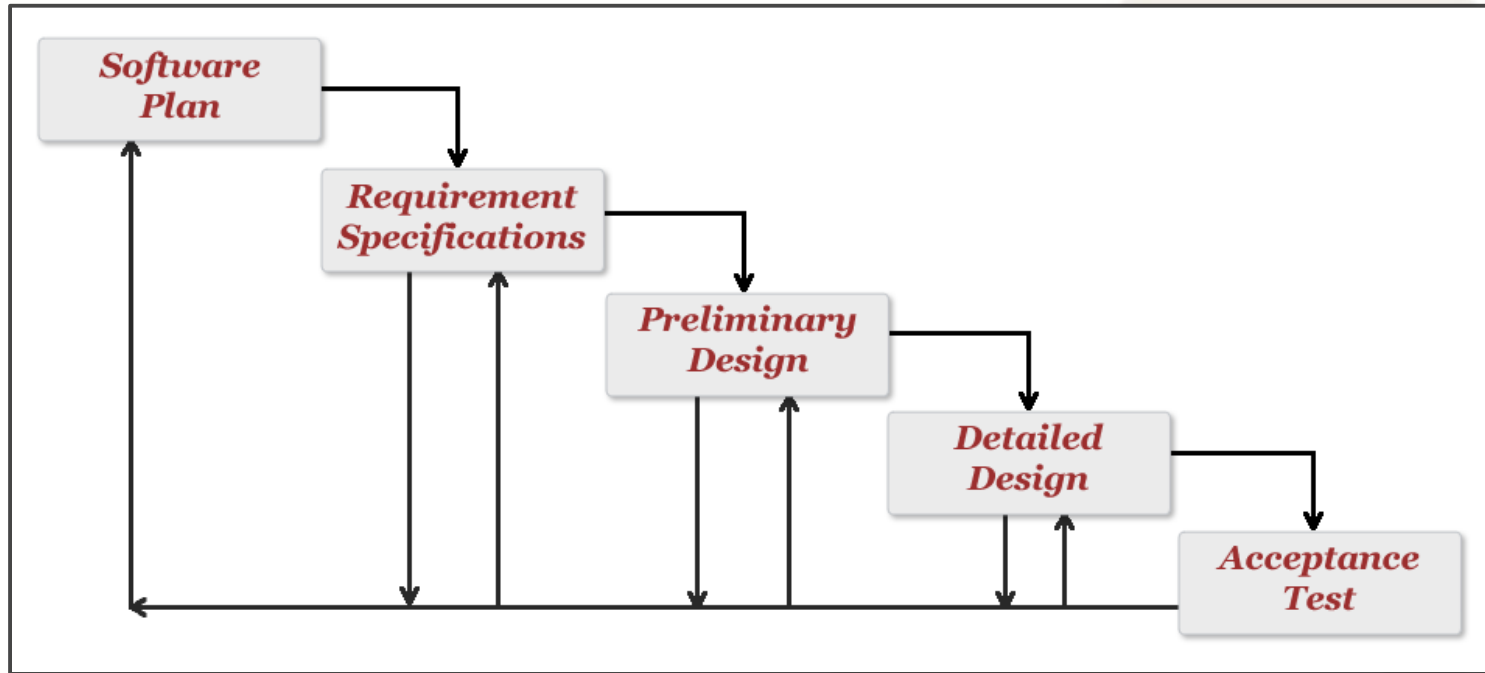 Software
Plan
Requirement
Specifications
Preliminary
Design
Detailed
Design
Acceptance
Test